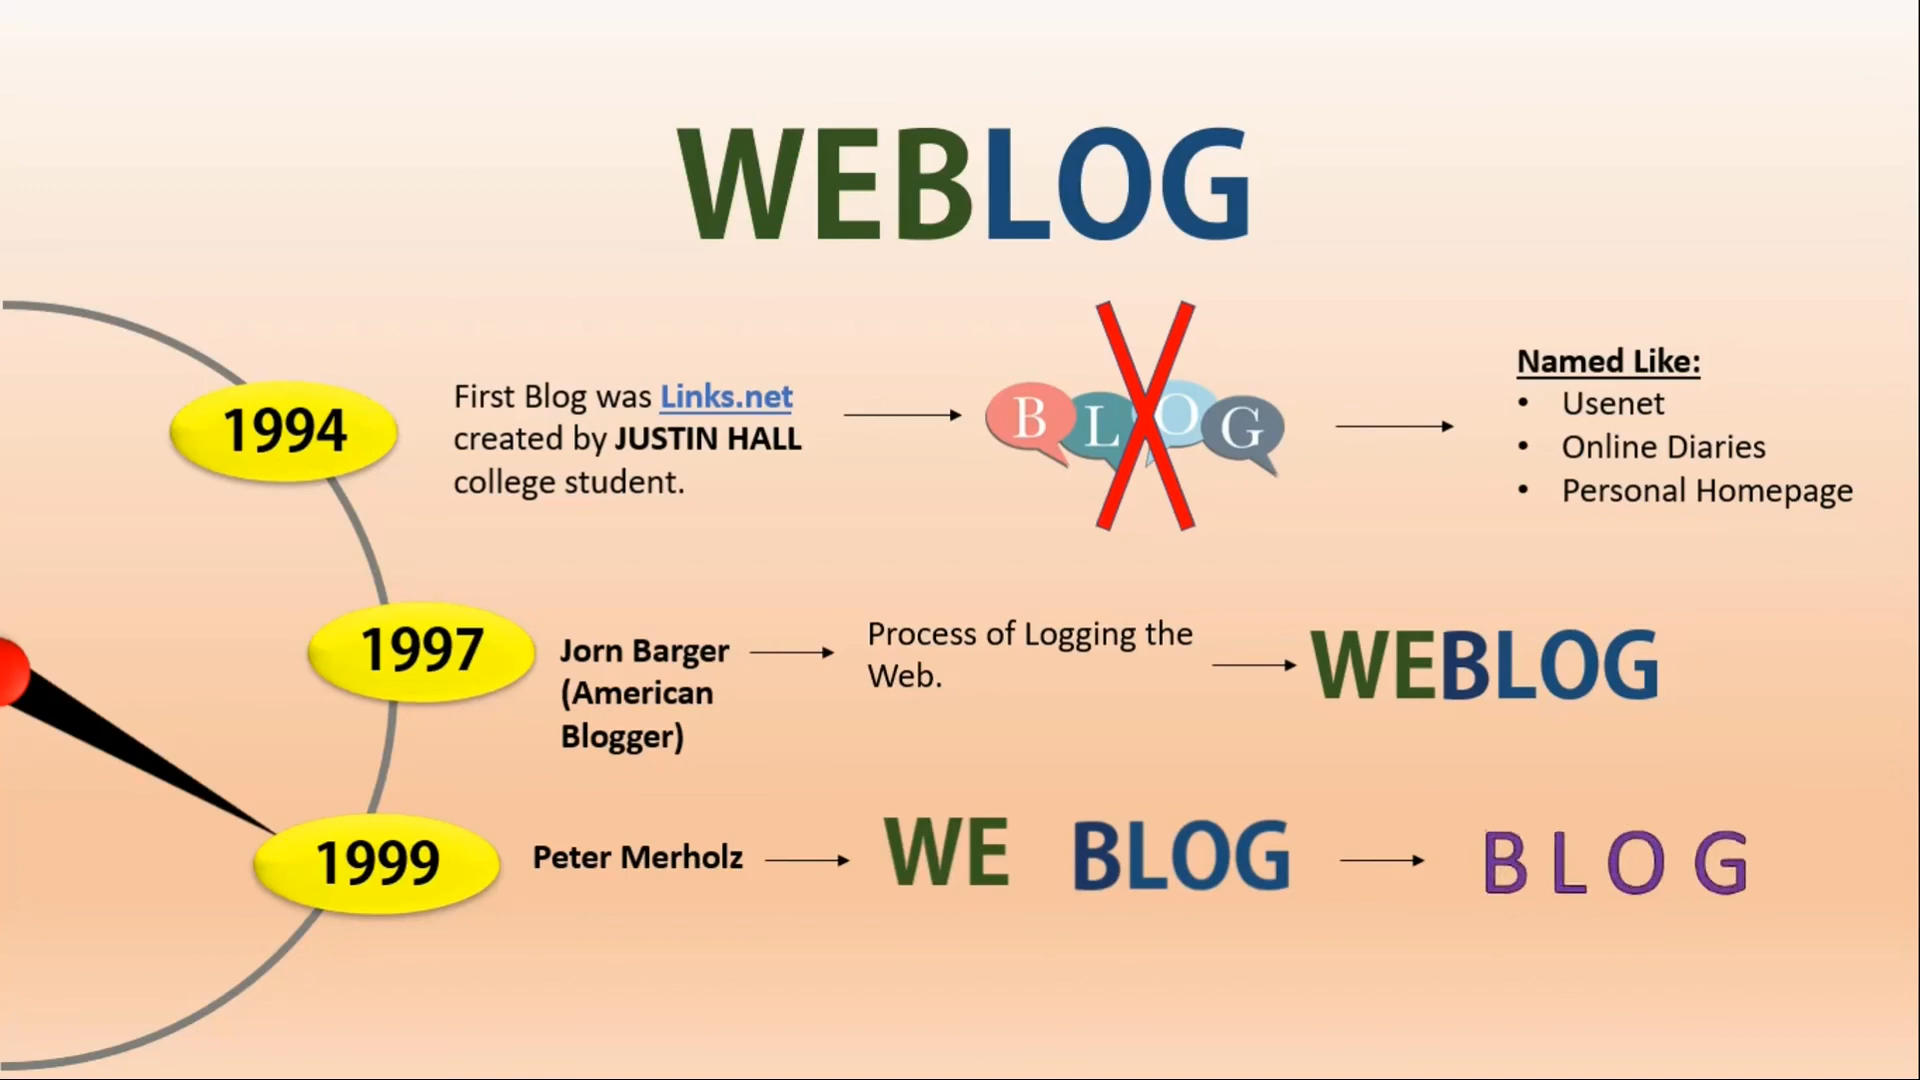 WEBLOG
1994
First Blog was Links.net
created by JUSTIN HALL
college student.
BLOG
Named Like:
• Usenet
• Online Diaries
• Personal Homepage
1997
Jorn Barger
(American
Blogger)
Process of Logging the
Web.
WEBLOG
1999
Peter Merholz
WE BLOG
B L O G